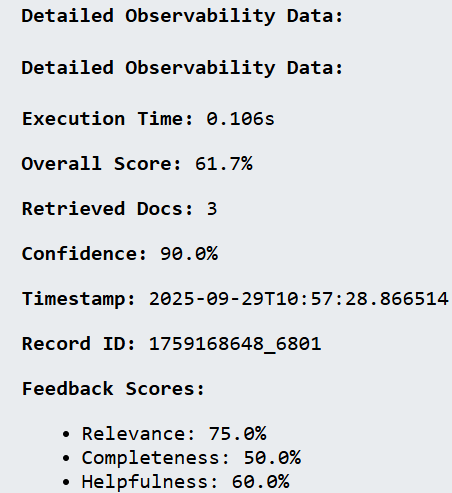 Detailed Observability Data:
Detailed Observability Data:
Execution Time: 0.106s
Overall Score: 61.7%
Retrieved Docs: 3
Confidence: 90.0%
Timestamp: 2025-09-29T10:57:28.866514
Record ID: 1759168648_6801
Feedback Scores:
• Relevance: 75.0%
• Completeness: 50.0%
• Helpfulness: 60.0%